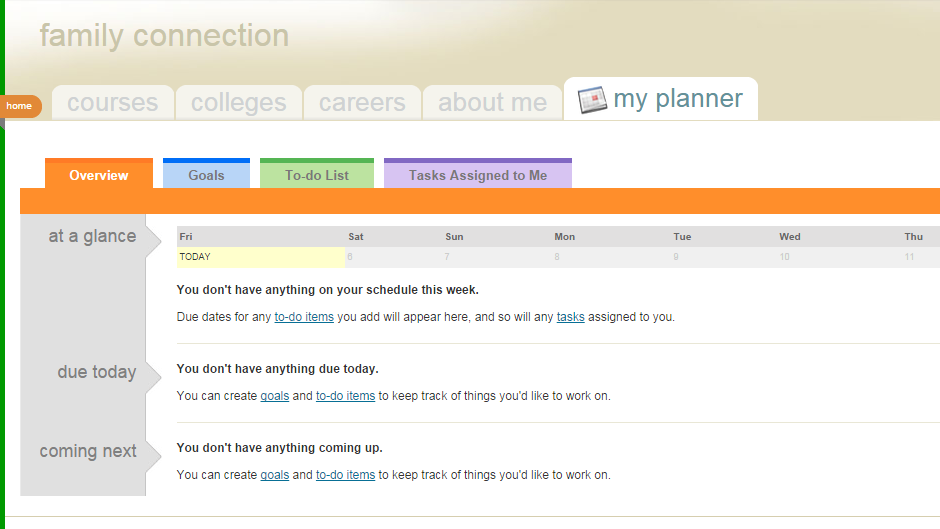 family connection
home
courses colleges careers about me my planner
Overview Goals To-do List Tasks Assigned to Me
at a glance
Fri Sat Sun Mon Tue Wed Thu
TODAY 6 7 8 9 10 11
You don't have anything on your schedule this week.
Due dates for any to-do items you add will appear here, and so will any tasks assigned to you.
due today
You don't have anything due today.
You can create goals and to-do items to keep track of things you'd like to work on.
coming next
You don't have anything coming up.
You can create goals and to-do items to keep track of things you'd like to work on.